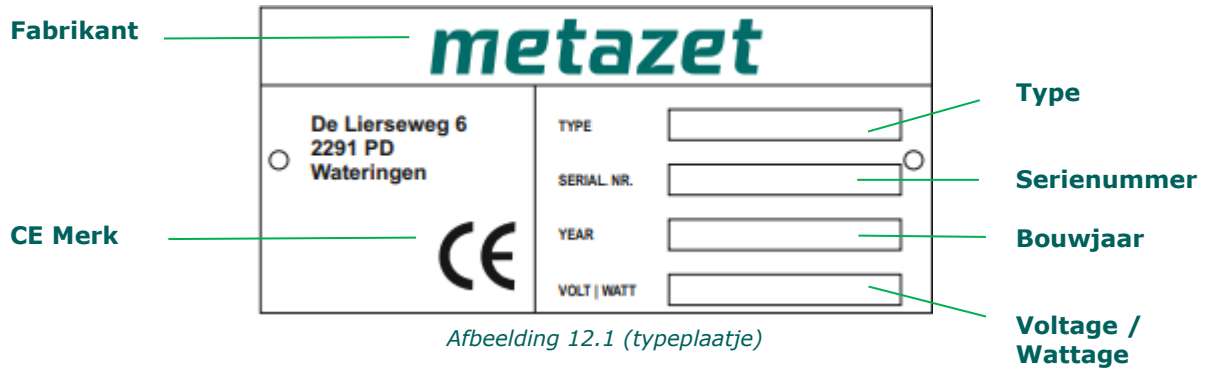 Fabrikant
metazet
Type
De Lierseweg 6
2291 PD
Wateringen
TYPE
SERIAL. NR.
Serienummer
CE Merk
CE
YEAR
Bouwjaar
VOLT | WATT
Voltage /
Wattage
Afbeelding 12.1 (typeplaatje)